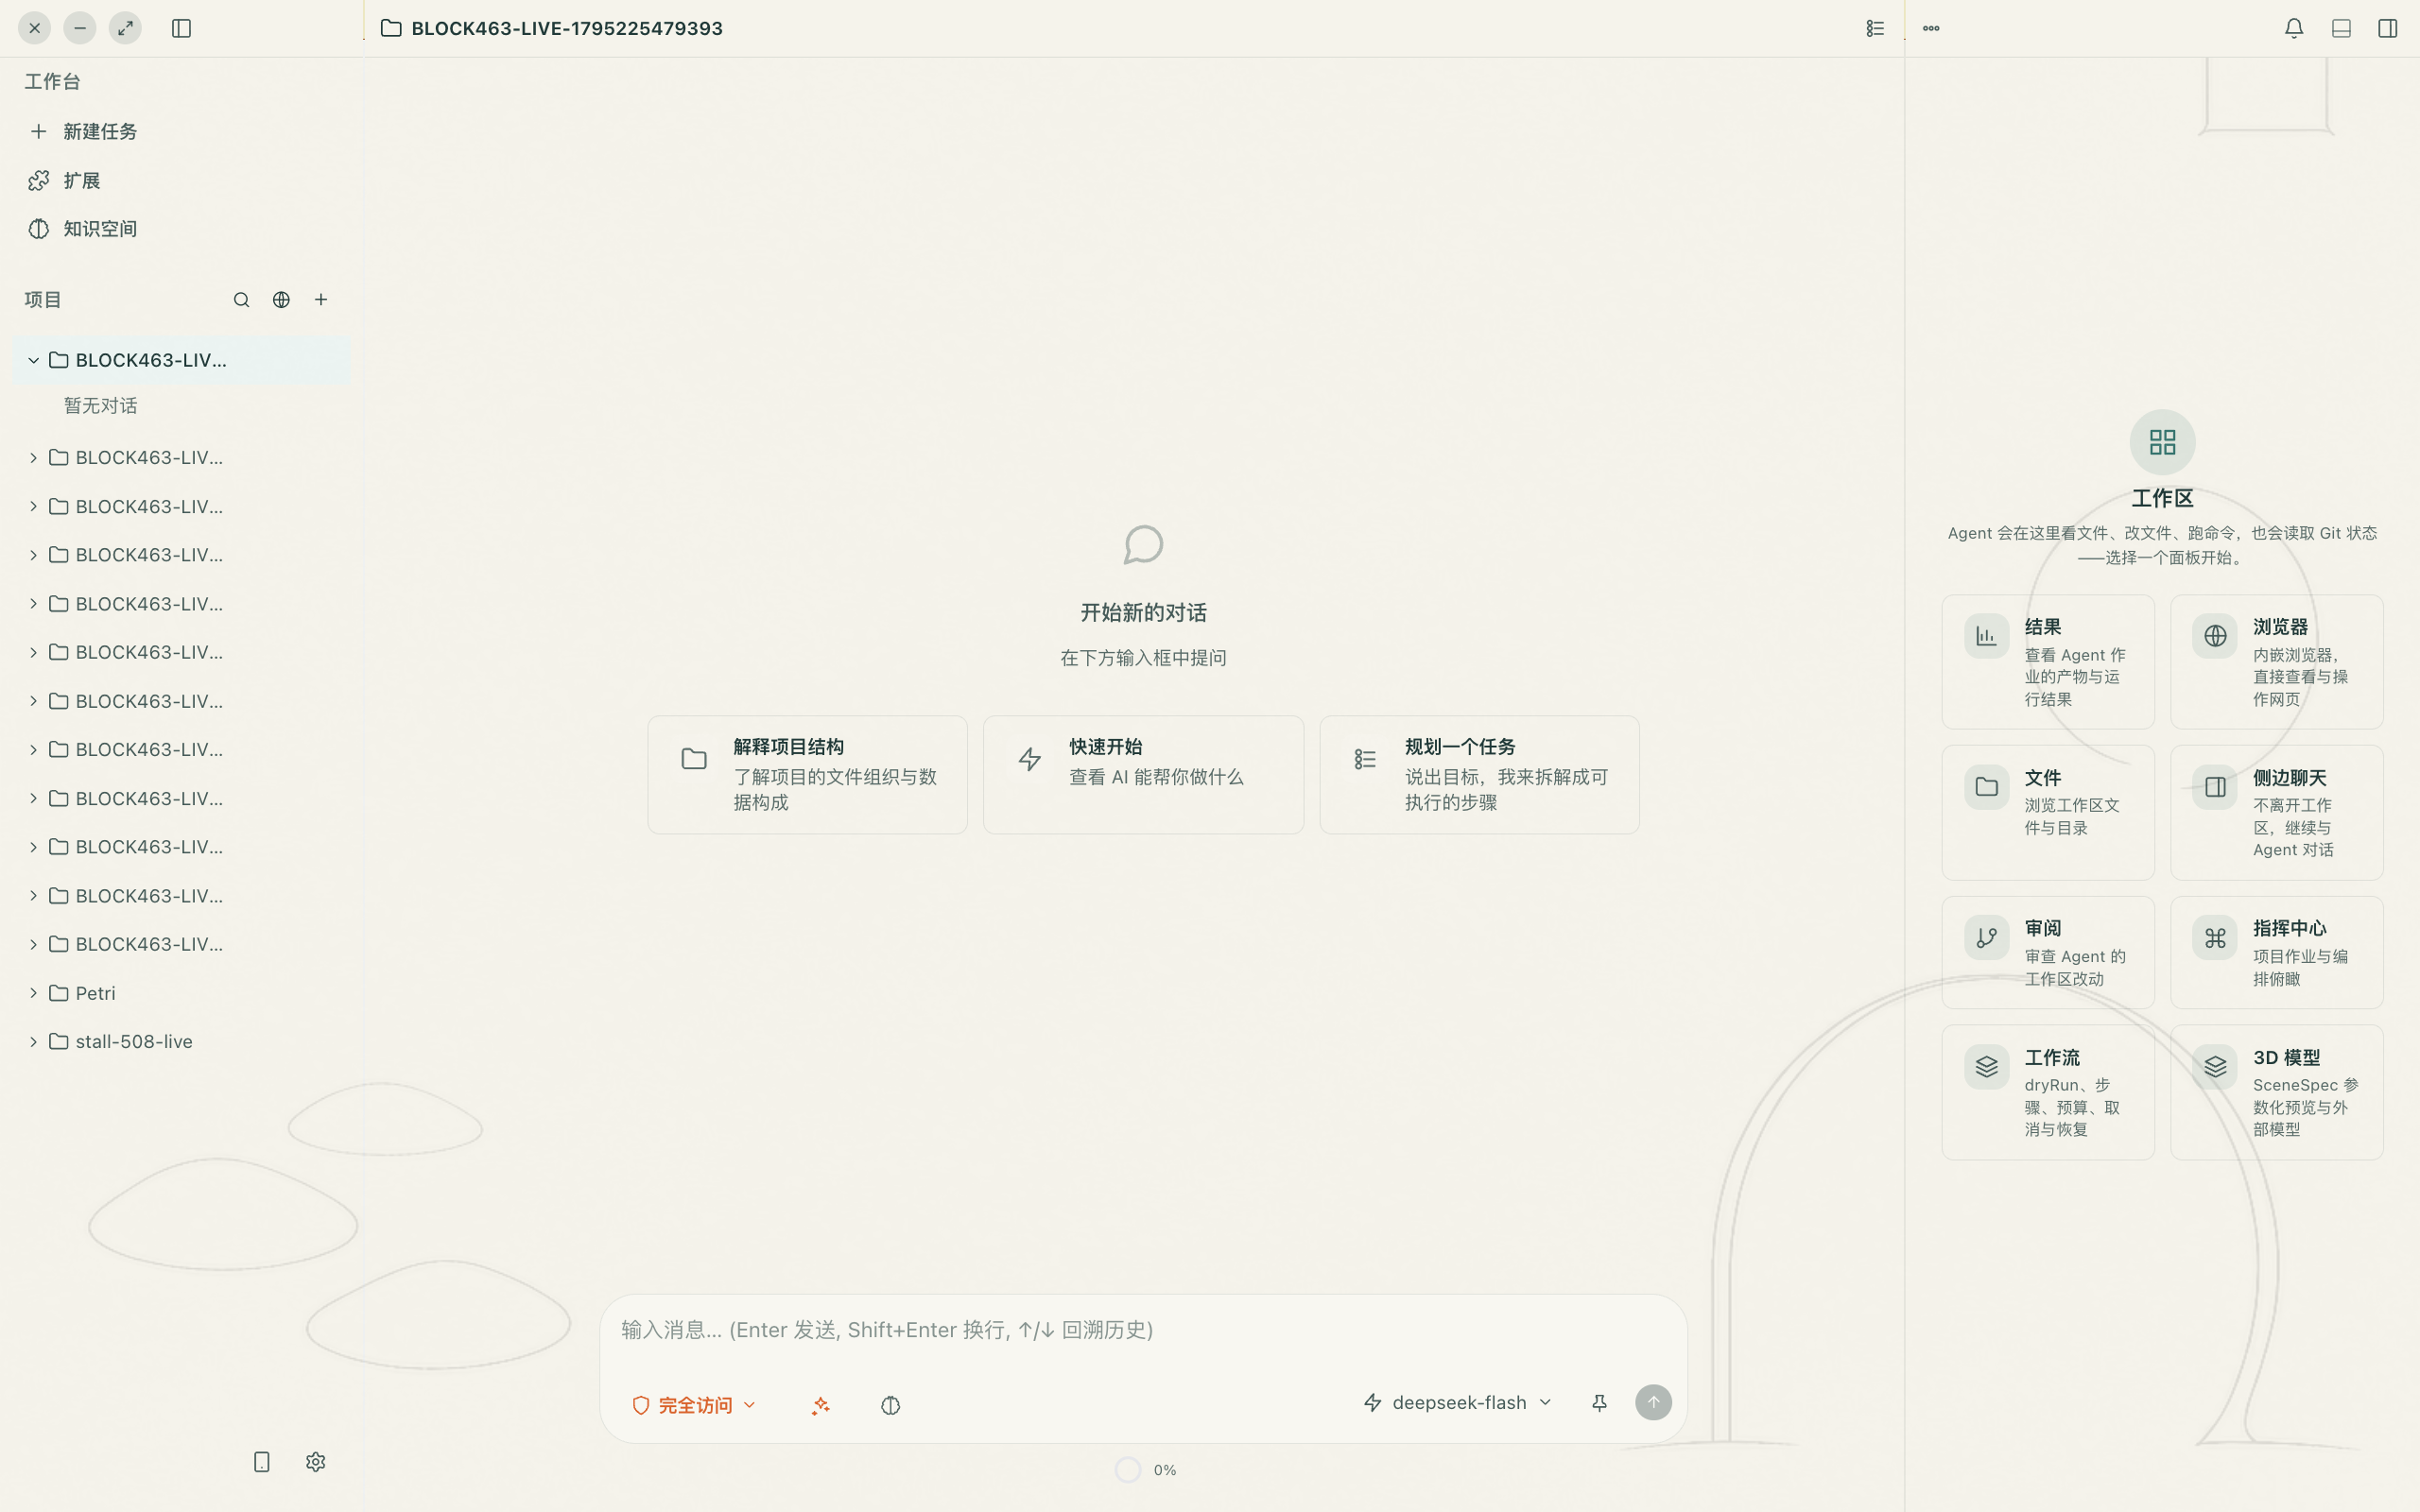 BLOCK463-LIVE-1795225479393
工作台
新建任务
扩展
知识空间
项目
BLOCK463-LIV...
暂无对话
BLOCK463-LIV...
BLOCK463-LIV...
BLOCK463-LIV...
BLOCK463-LIV...
BLOCK463-LIV...
BLOCK463-LIV...
BLOCK463-LIV...
BLOCK463-LIV...
BLOCK463-LIV...
BLOCK463-LIV...
BLOCK463-LIV...
Petri
stall-508-live
开始新的对话
在下方输入框中提问
解释项目结构
了解项目的文件组织与数
据构成
快速开始
查看 AI 能帮你做什么
规划一个任务
说出目标，我来拆解成可
执行的步骤
输入消息... (Enter 发送, Shift+Enter 换行, ↑/↓ 回溯历史)
完全访问
deepseek-flash
0%
工作区
Agent 会在这里看文件、改文件、跑命令，也会读取 Git 状态
——选择一个面板开始。
结果
查看 Agent 作
业的产物与运
行结果
浏览器
内嵌浏览器，
直接查看与操
作网页
文件
浏览工作区文
件与目录
侧边聊天
不离开工作
区，继续与
Agent 对话
审阅
审查 Agent 的
工作区改动
指挥中心
项目作业与编
排俯瞰
工作流
dryRun、步
骤、预算、取
消与恢复
3D 模型
SceneSpec 参
数化预览与外
部模型